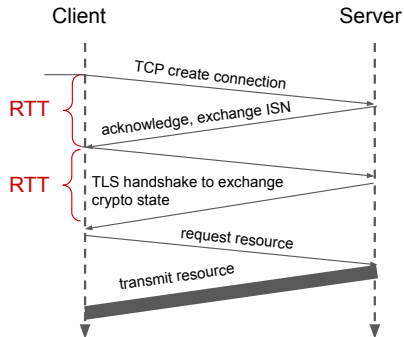 Client
Server
TCP create connection
RTT
acknowledge, exchange ISN
RTT
TLS handshake to exchange
crypto state
request resource
transmit resource